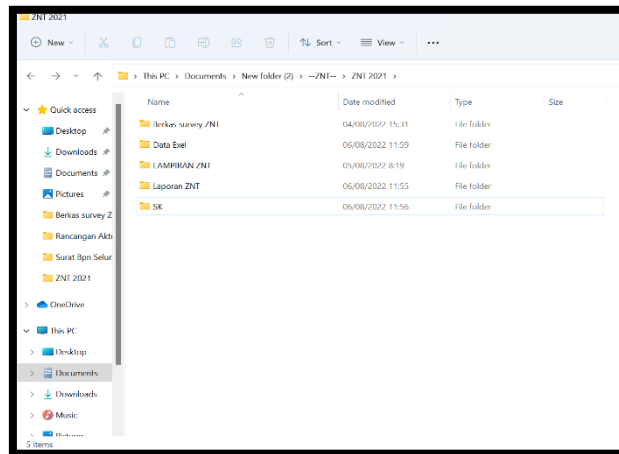 ZNT 2021
New
Sort
View
This PC > Documents > New folder (2) > --ZNT-- > ZNT 2021 >
Name Date modified Type Size
Quick access
Desktop
Downloads
Documents
Pictures
Berkas survey Z
Rancangan Akt
Surat Bpn Selur
ZNT 2021
OneDrive
This PC
Desktop
Documents
Downloads
Music
Pictures
Berkas survey ZNT 04/08/2022 15:31 File folder
Data Exel 06/08/2022 11:59 File folder
LAMPIRAN ZNT 05/08/2022 8:19 File folder
Laporan ZNT 06/08/2022 11:55 File folder
SK 06/08/2022 11:56 File folder
5 items